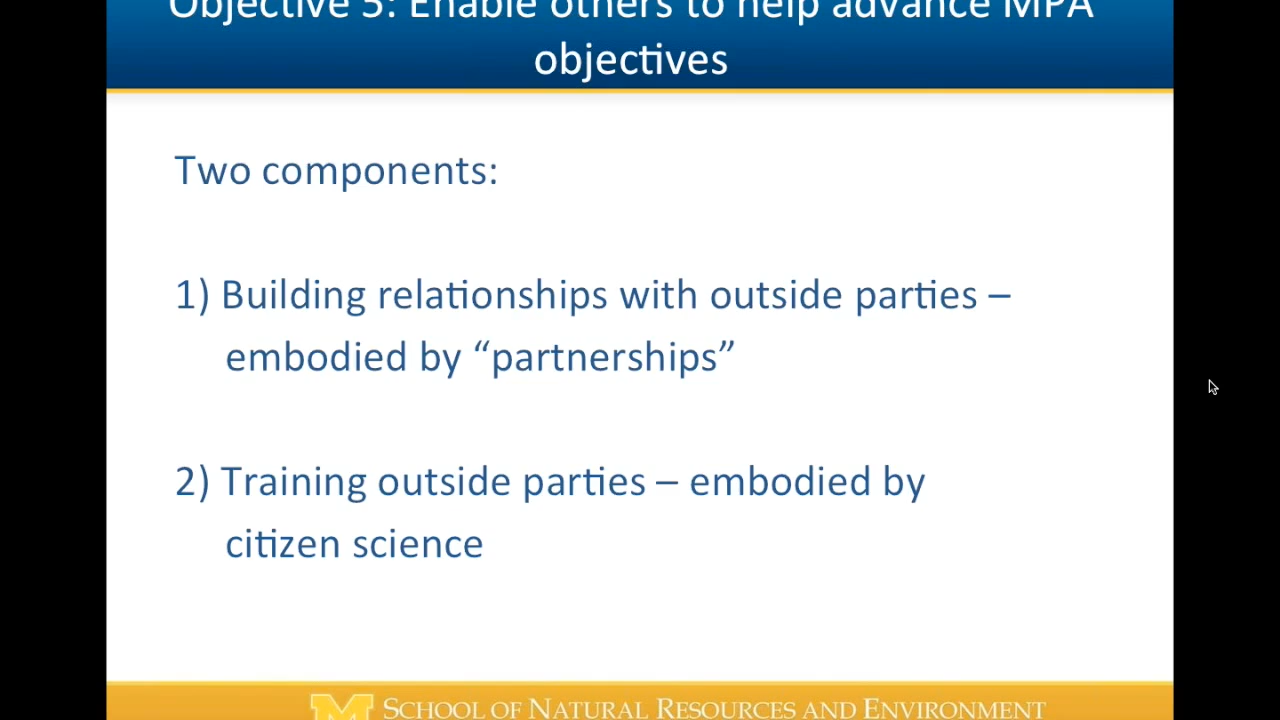 Objective 5: Enable others to help advance MPA
objectives
Two components:
1) Building relationships with outside parties –
embodied by “partnerships”
2) Training outside parties – embodied by
citizen science
M SCHOOL OF NATURAL RESOURCES AND ENVIRONMENT